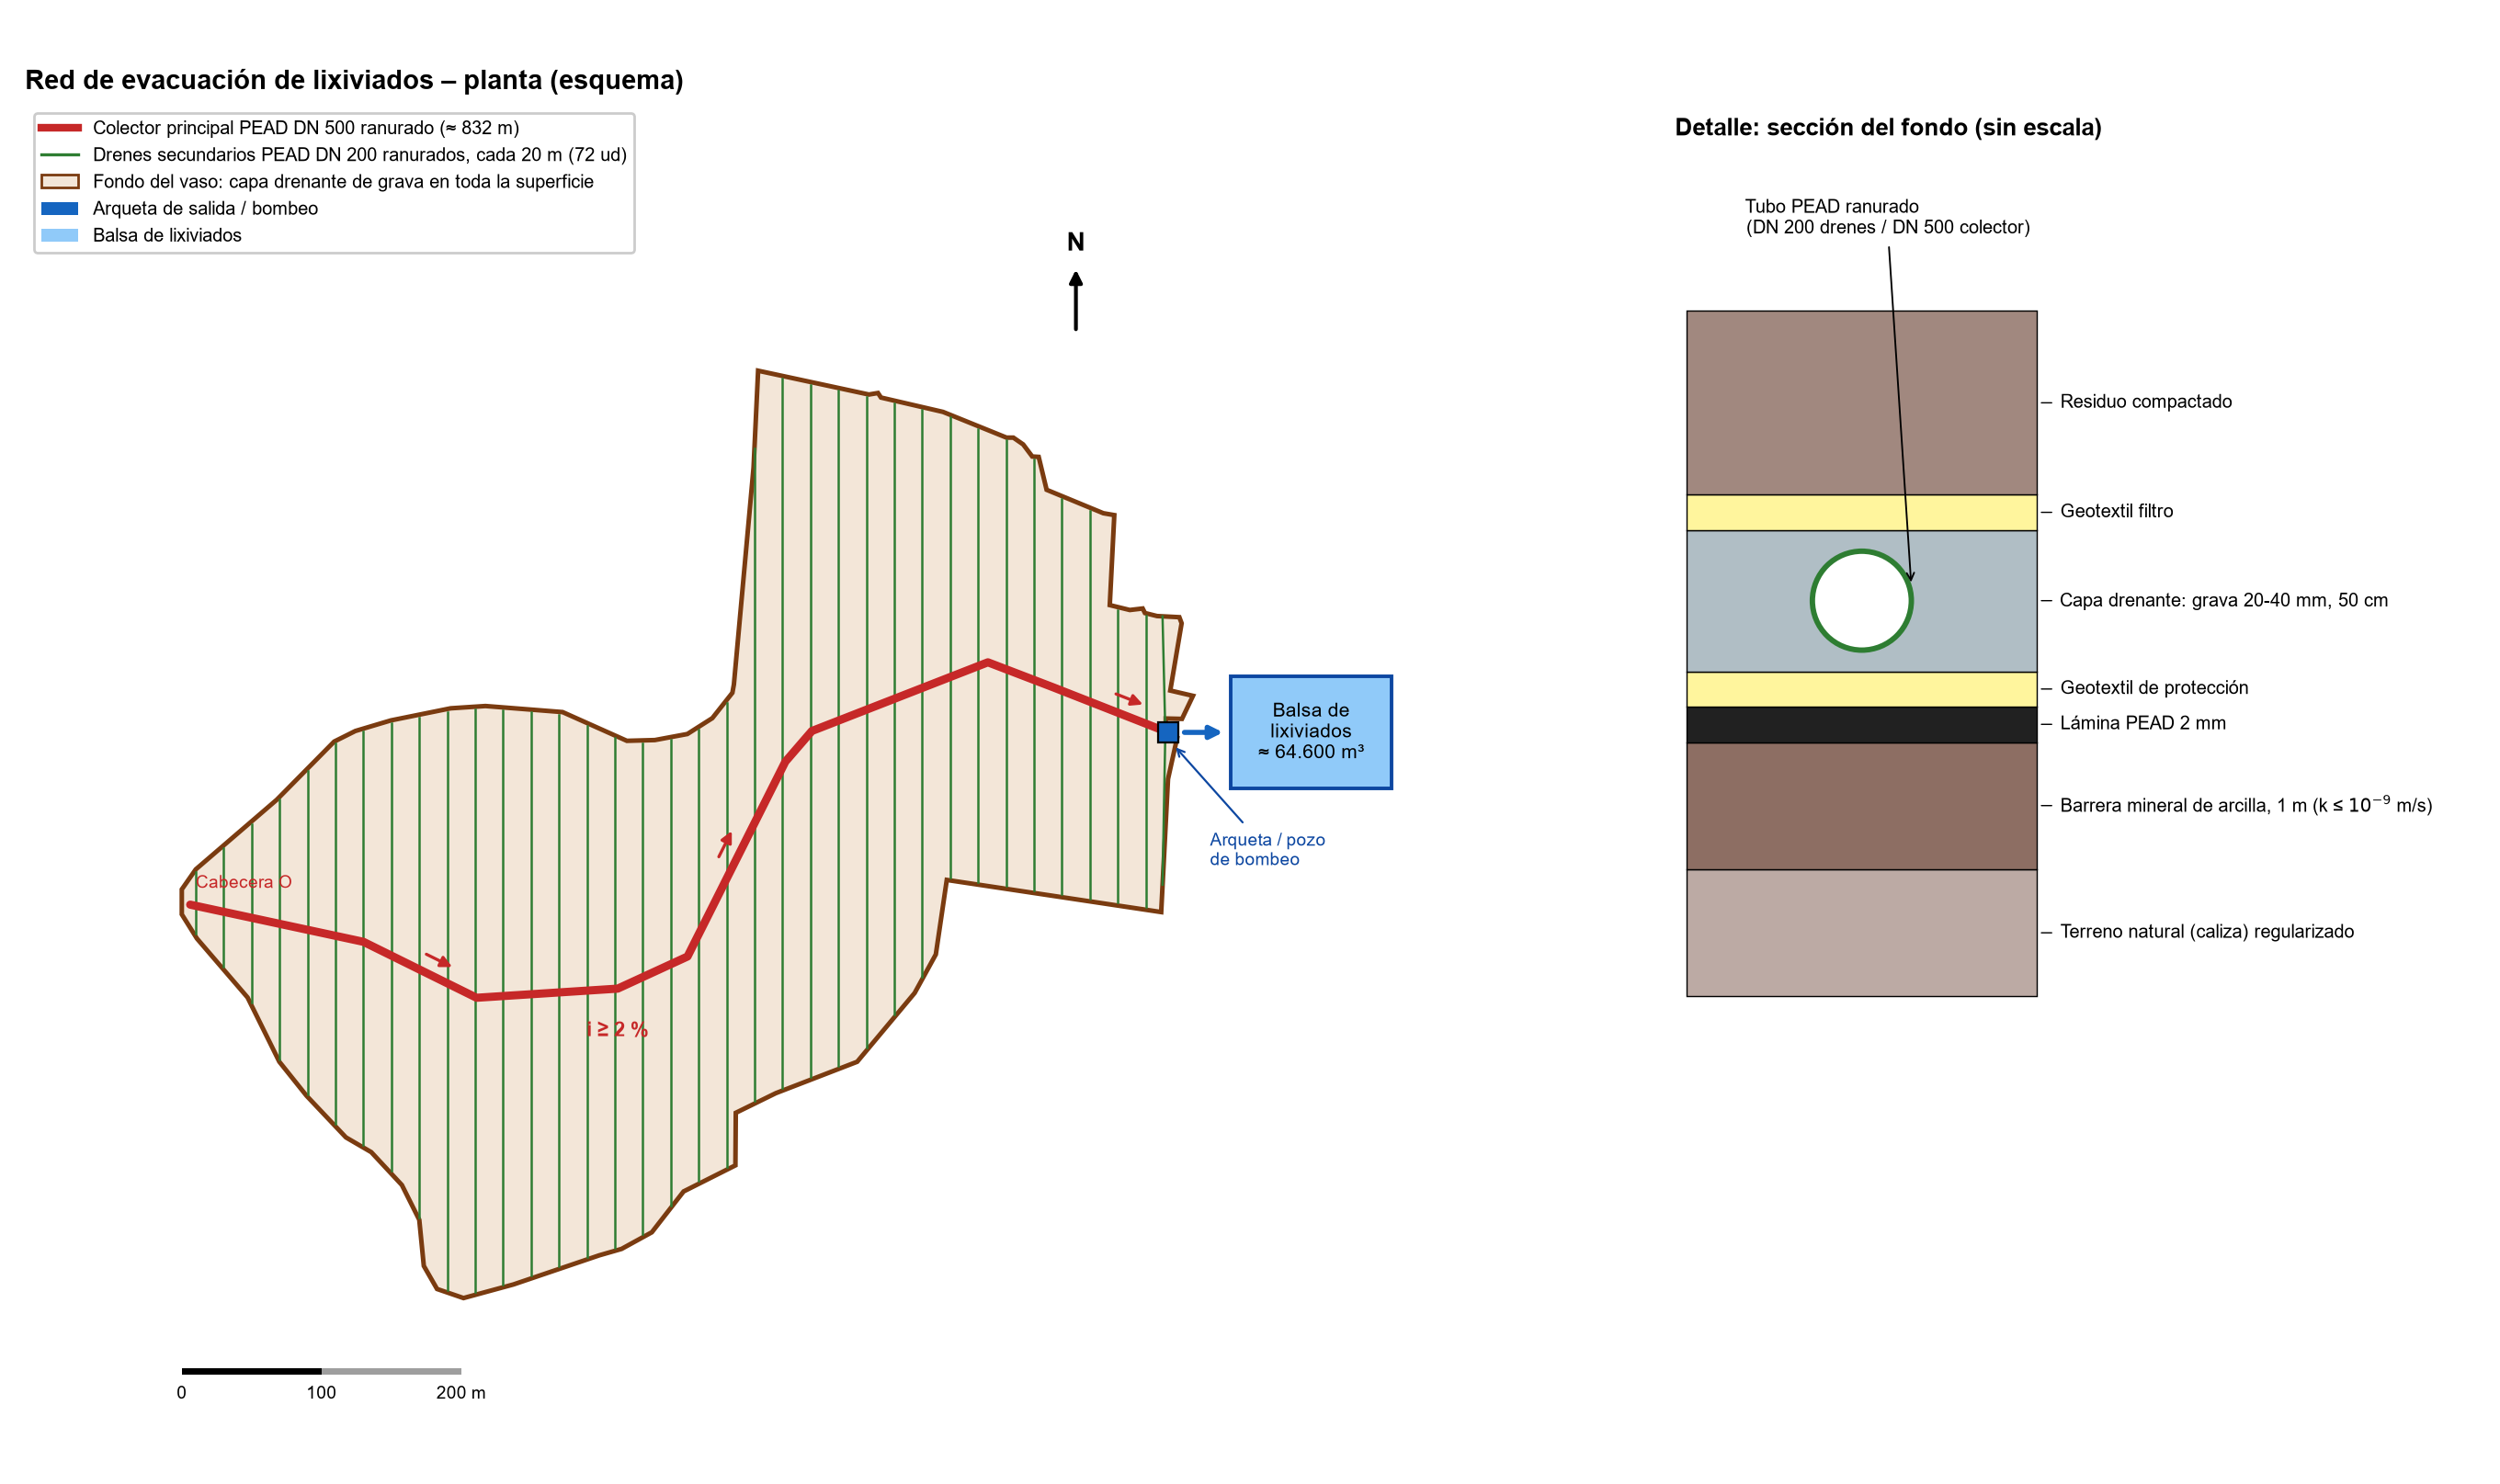 Red de evacuación de lixiviados – planta (esquema)
Colector principal PEAD DN 500 ranurado (≈ 832 m)
Drenes secundarios PEAD DN 200 ranurados, cada 20 m (72 ud)
Fondo del vaso: capa drenante de grava en toda la superficie
Arqueta de salida / bombeo
Balsa de lixiviados
N
Cabecera O
i ≥ 2 %
Balsa de
lixiviados
≈ 64.600 m³
Arqueta / pozo
de bombeo
0
100
200 m
Detalle: sección del fondo (sin escala)
Tubo PEAD ranurado
(DN 200 drenes / DN 500 colector)
Residuo compactado
Geotextil filtro
Capa drenante: grava 20-40 mm, 50 cm
Geotextil de protección
Lámina PEAD 2 mm
Barrera mineral de arcilla, 1 m (k ≤ 10⁻⁹ m/s)
Terreno natural (caliza) regularizado